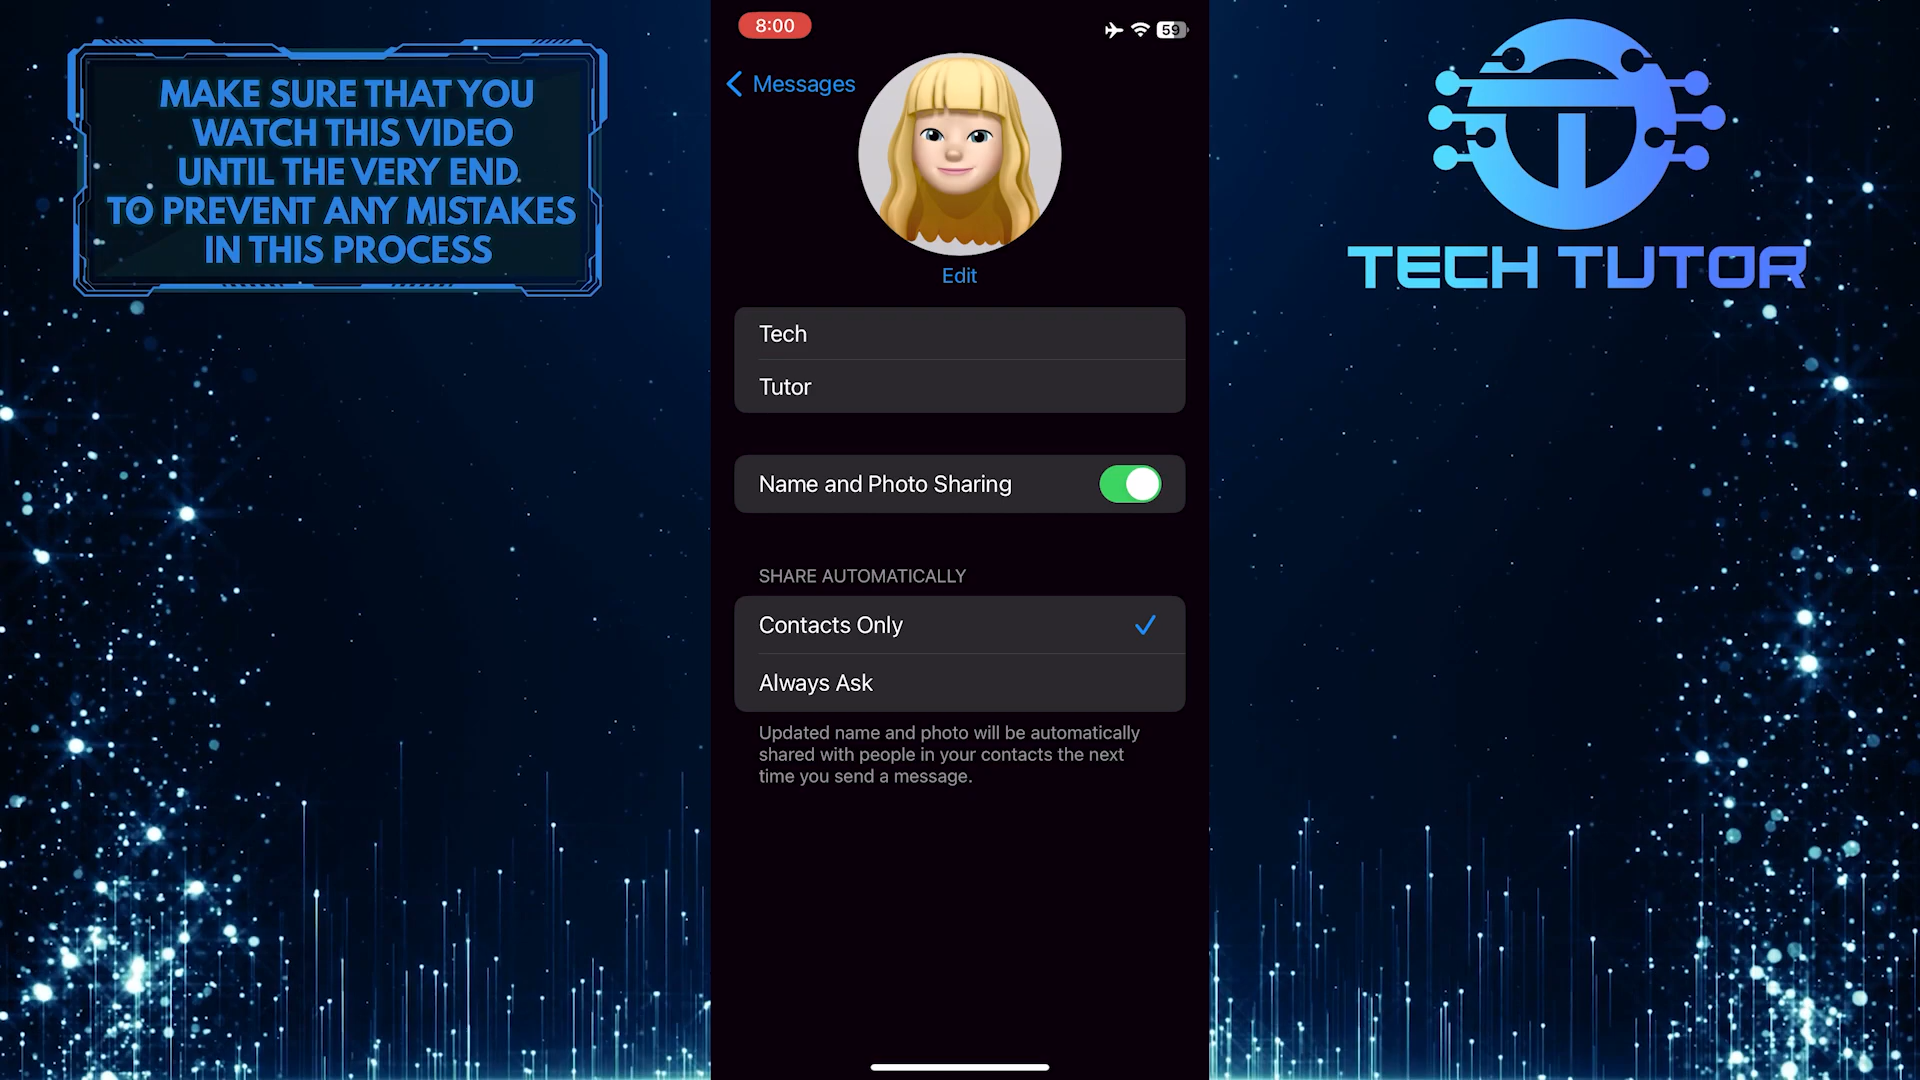 MAKE SURE THAT YOU
WATCH THIS VIDEO
UNTIL THE VERY END
TO PREVENT ANY MISTAKES
IN THIS PROCESS
8:00
59
Messages
Edit
Tech
Tutor
Name and Photo Sharing
SHARE AUTOMATICALLY
Contacts Only
Always Ask
Updated name and photo will be automatically
shared with people in your contacts the next
time you send a message.
TECH TUTOR